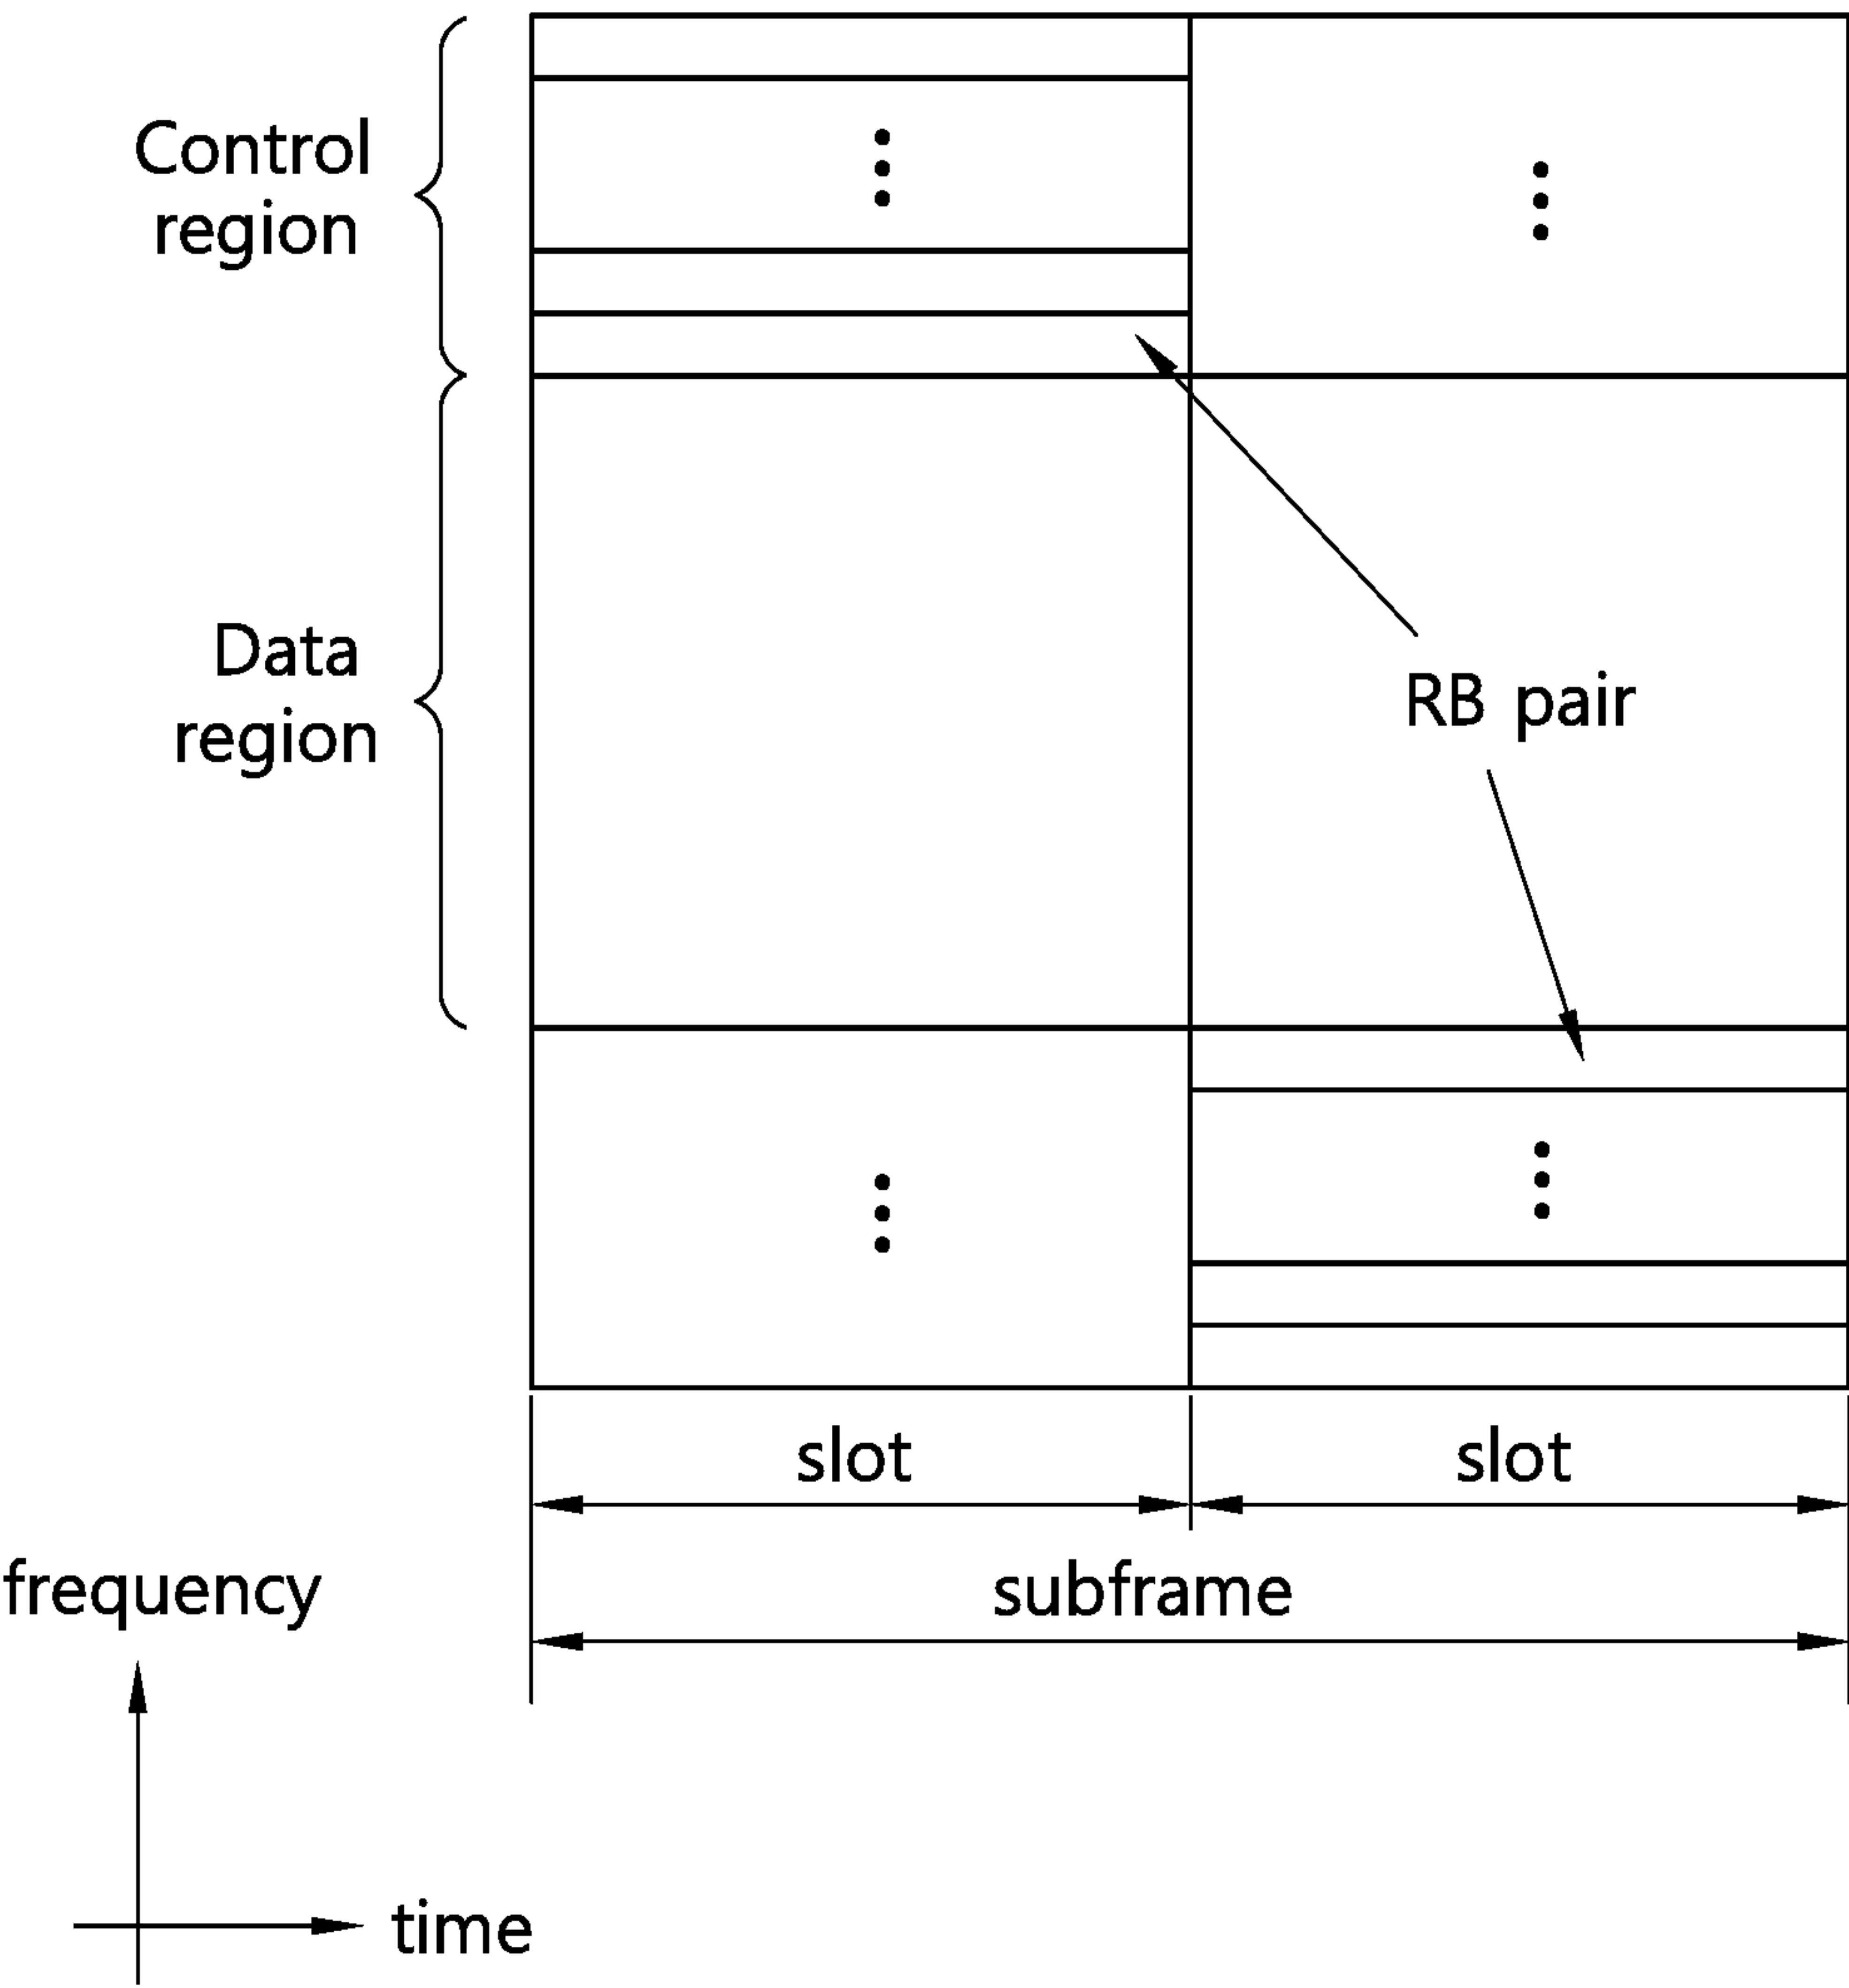 Control
region
Data
region
RB pair
slot
slot
subframe
frequency
time